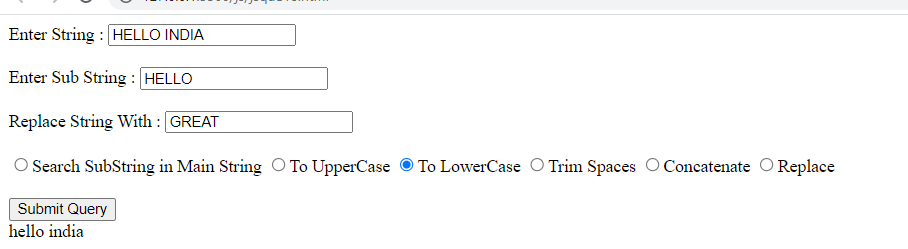 Enter String : HELLO INDIA
Enter Sub String : HELLO
Replace String With : GREAT
Search SubString in Main String To UpperCase To LowerCase Trim Spaces Concatenate Replace
Submit Query
hello india